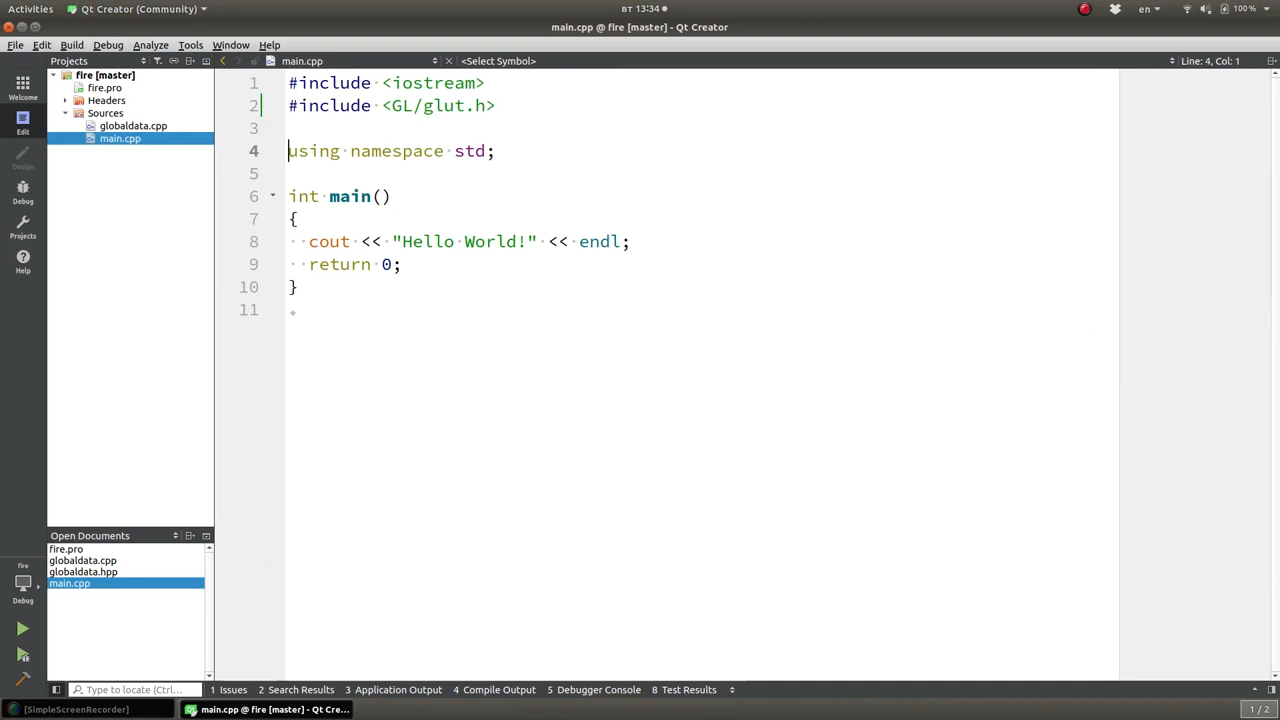 Activities
Qt Creator (Community)
вт 13:34
en
100 %
main.cpp @ fire [master] - Qt Creator
File Edit Build Debug Analyze Tools Window Help
Projects
main.cpp
<Select Symbol>
Line: 4, Col: 1
Welcome
Edit
Design
Debug
Projects
Help
fire [master]
fire.pro
Headers
Sources
globaldata.cpp
main.cpp
1 #include <iostream>
2 #include <GL/glut.h>
3
4 using namespace std;
5
6 int main()
7 {
8 cout << "Hello World!" << endl;
9 return 0;
10 }
11
Open Documents
fire.pro
globaldata.cpp
globaldata.hpp
main.cpp
fire
Debug
Type to locate (Ctrl...
1 Issues 2 Search Results 3 Application Output 4 Compile Output 5 Debugger Console 8 Test Results
[SimpleScreenRecorder]
main.cpp @ fire [master] - Qt Cre...
1 / 2